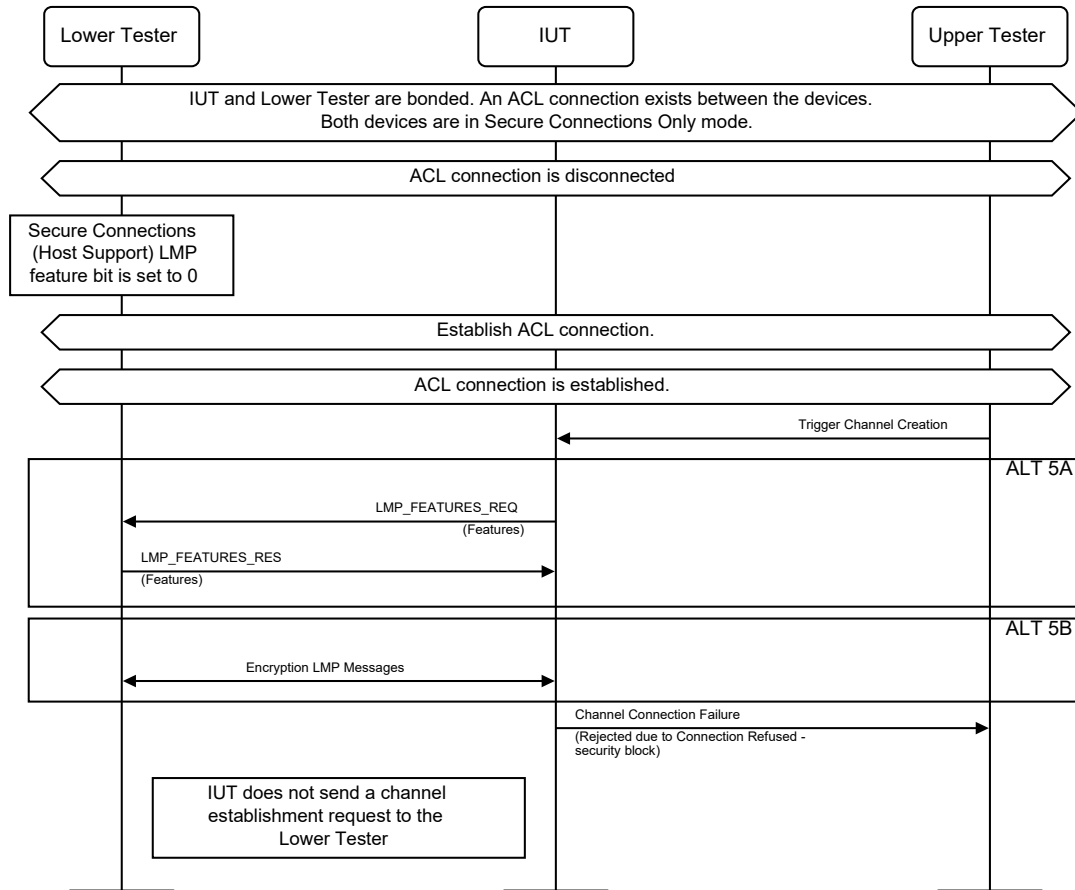 Lower Tester
IUT
Upper Tester
IUT and Lower Tester are bonded. An ACL connection exists between the devices.
Both devices are in Secure Connections Only mode.
ACL connection is disconnected
Secure Connections
(Host Support) LMP
feature bit is set to 0
Establish ACL connection.
ACL connection is established.
Trigger Channel Creation
ALT 5A
LMP_FEATURES_REQ
(Features)
LMP_FEATURES_RES
(Features)
ALT 5B
Encryption LMP Messages
Channel Connection Failure
(Rejected due to Connection Refused -
security block)
IUT does not send a channel
establishment request to the
Lower Tester